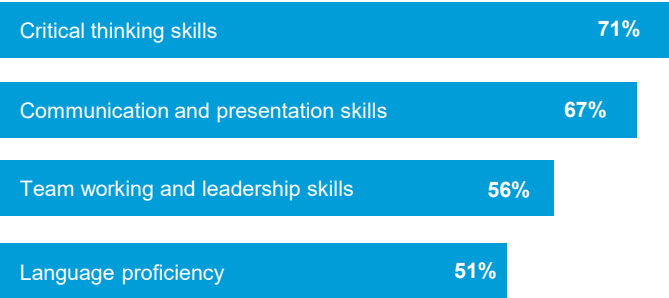 Critical thinking skills 71%
Communication and presentation skills 67%
Team working and leadership skills 56%
Language proficiency 51%